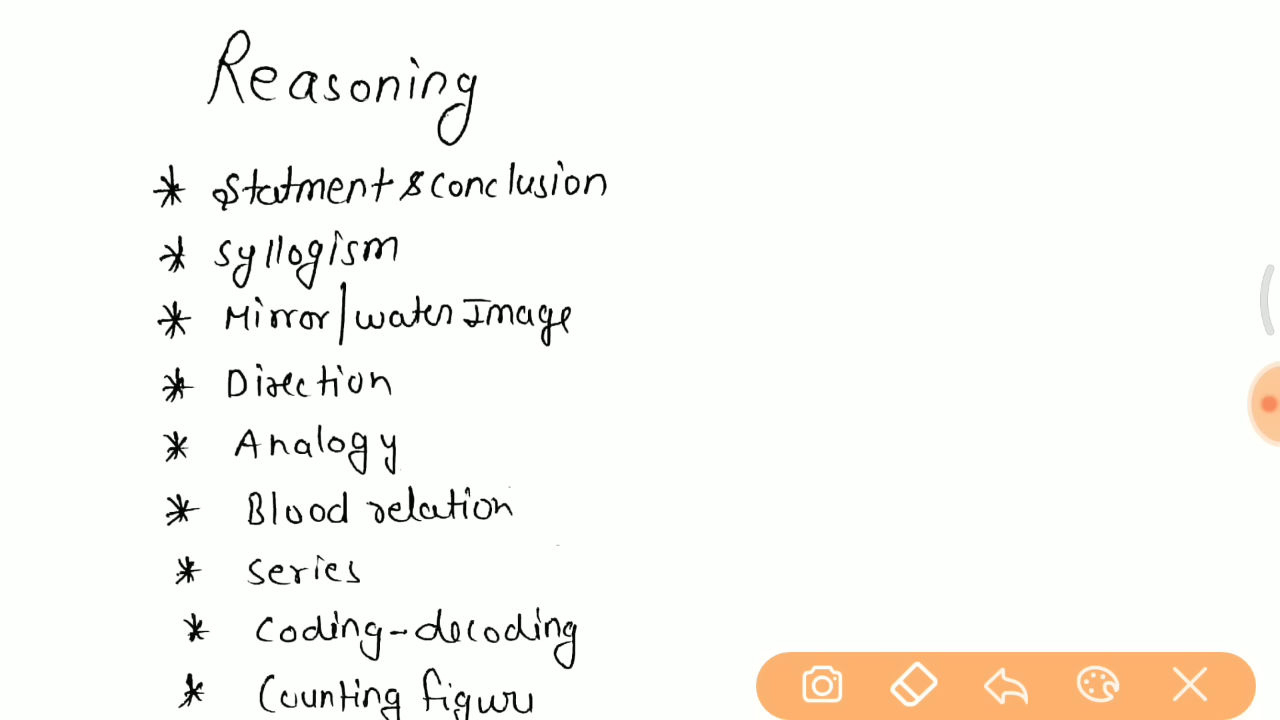 Reasoning
* Statment & conclusion
* Syllogism
* Mirror/water Image
* Direction
* Analogy
* Blood relation
* Series
* Coding-decoding
* Counting figure